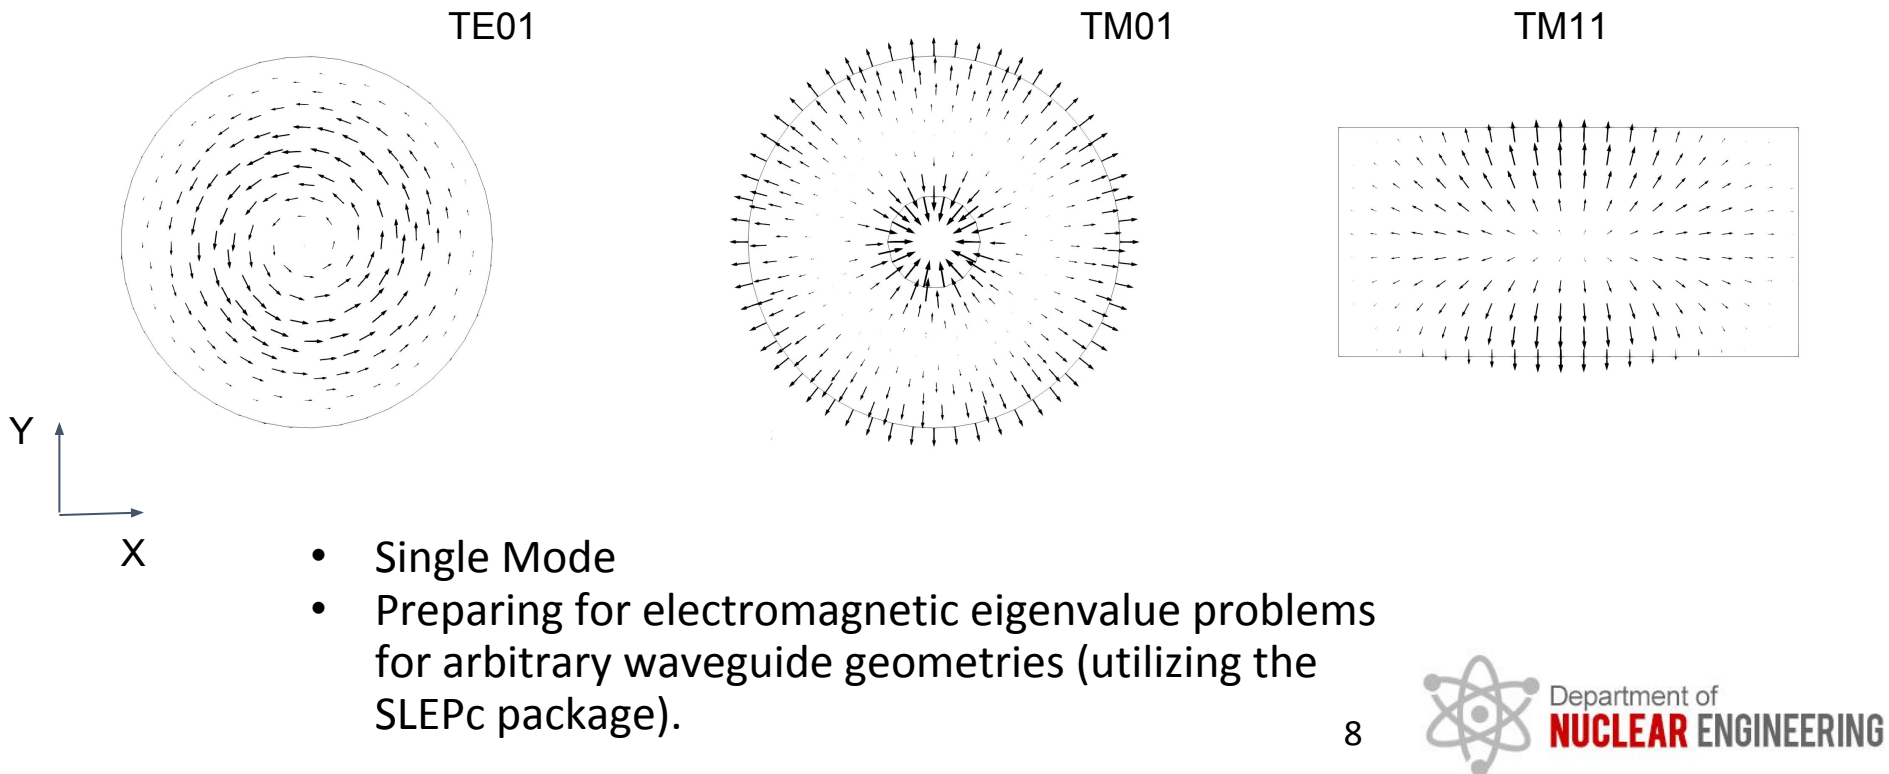 TE01
TM01
TM11
Y
X
• Single Mode
• Preparing for electromagnetic eigenvalue problems
for arbitrary waveguide geometries (utilizing the
SLEPc package).
8
Department of
NUCLEAR ENGINEERING